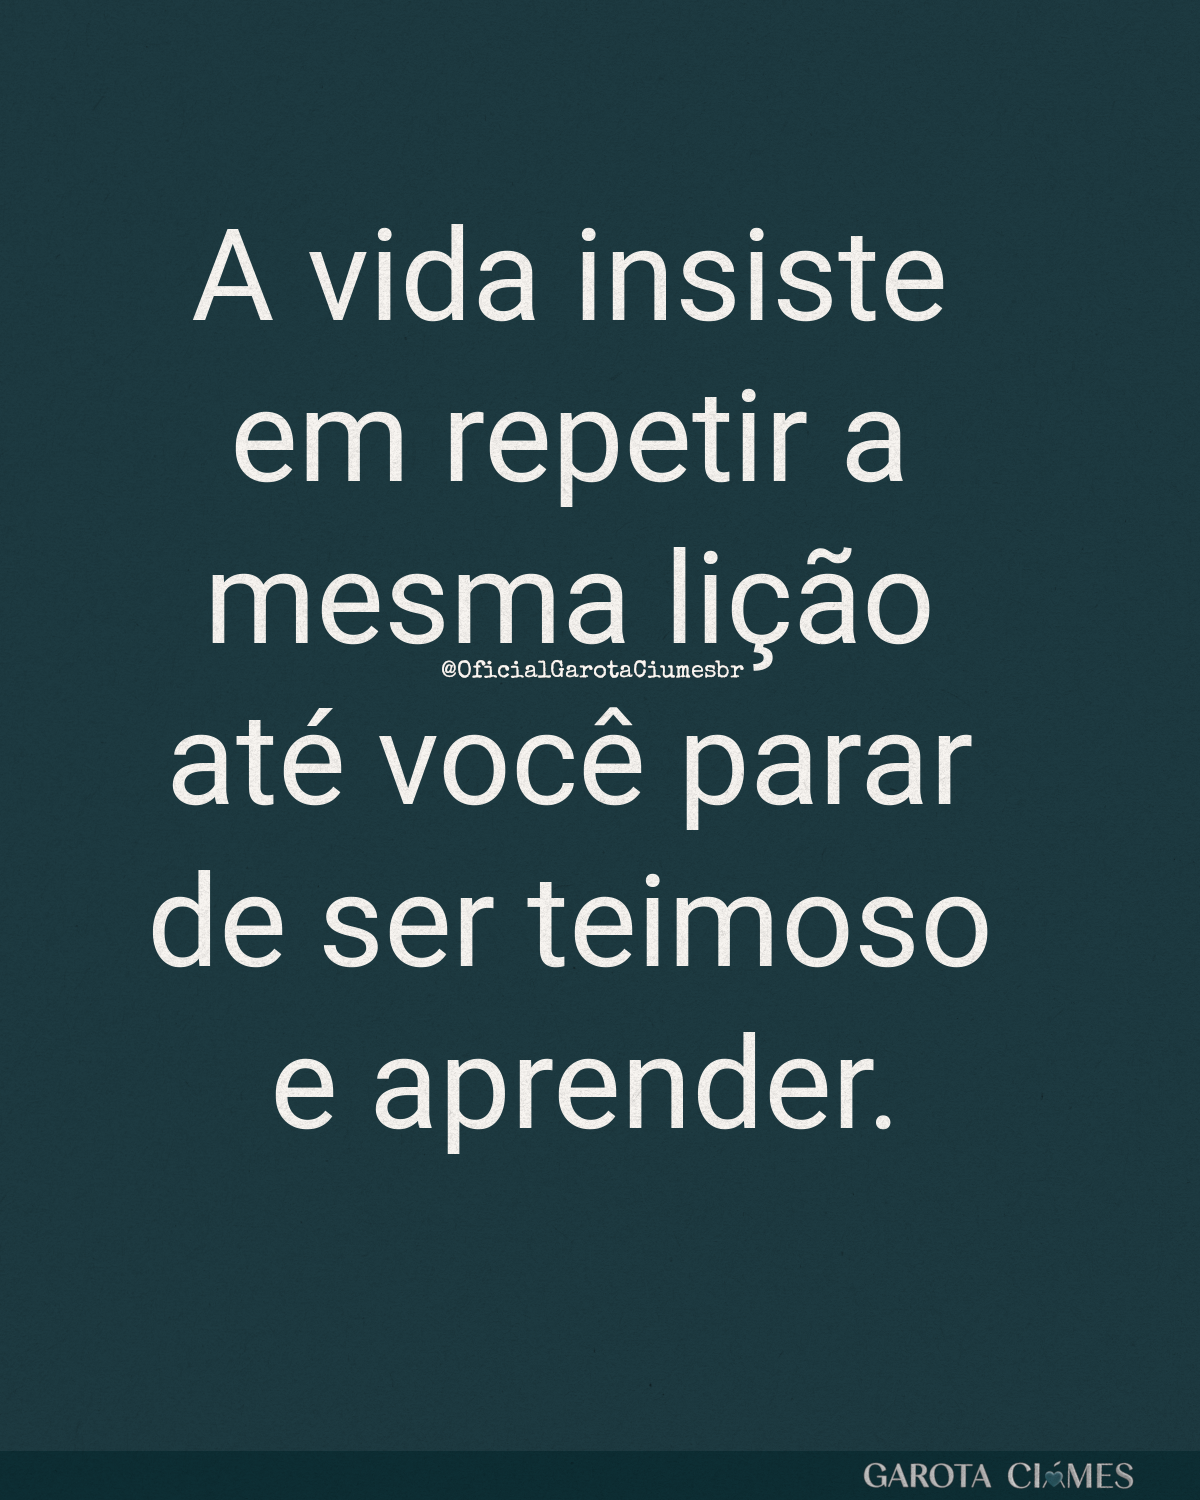 A vida insiste
em repetir a
mesma lição
@OficialGarotaCiumesbr
até você parar
de ser teimoso
e aprender.
GAROTA CIÚMES